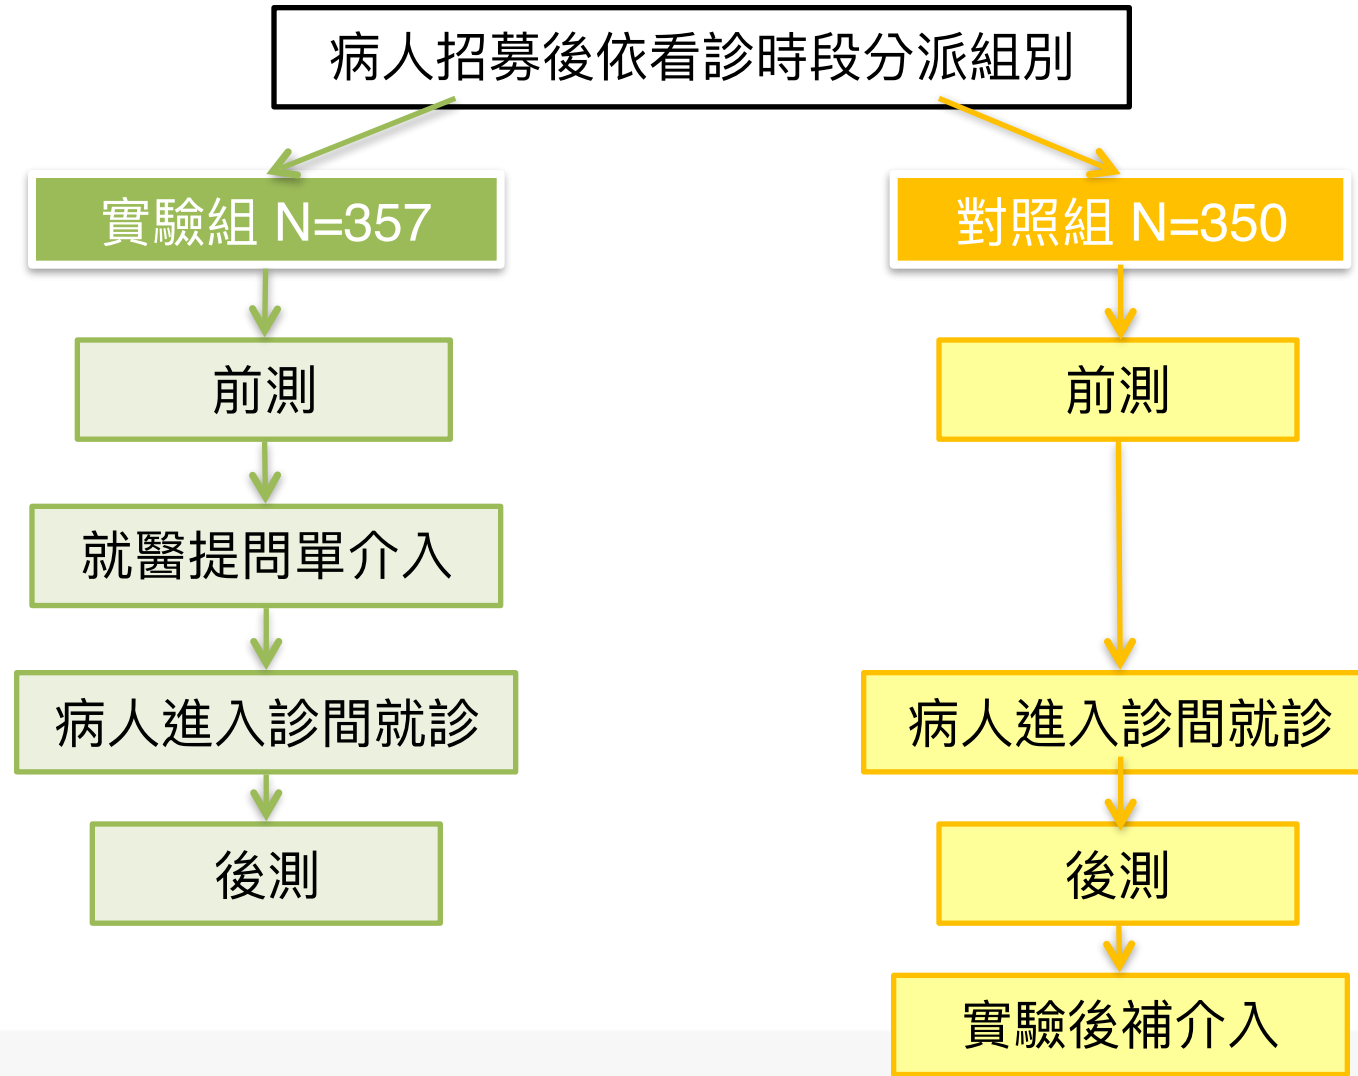 病人招募後依看診時段分派組別
實驗組 N=357
對照組 N=350
前測
前測
就醫提問單介入
病人進入診間就診
病人進入診間就診
後測
後測
實驗後補介入